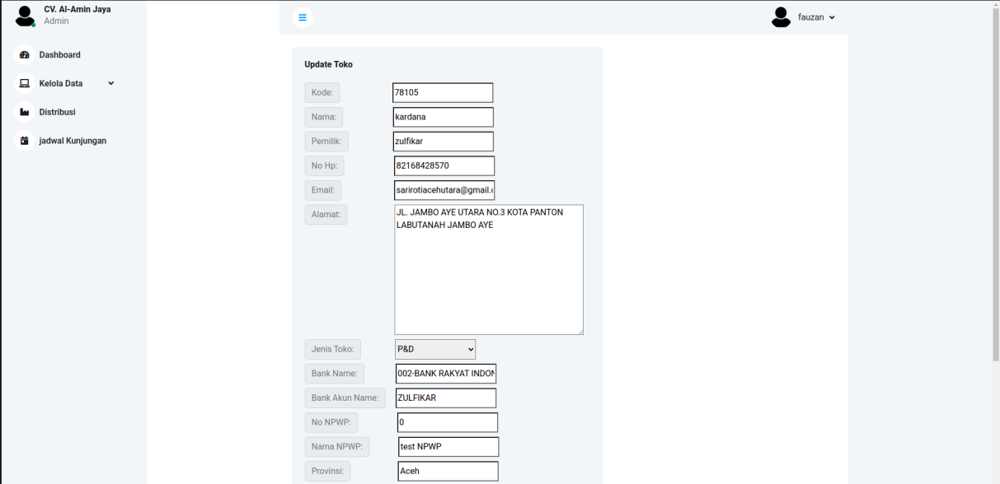 CV. Al-Amin Jaya
Admin
fauzan
Dashboard
Kelola Data
Distribusi
jadwal Kunjungan
Update Toko
Kode: 78105
Nama: kardana
Pemilik: zulfikar
No Hp: 82168428570
Email: sarirotiacehutara@gmail.
Alamat: JL. JAMBO AYE UTARA NO.3 KOTA PANTON
LABUTANAH JAMBO AYE
Jenis Toko: P&D
Bank Name: 002-BANK RAKYAT INDON
Bank Akun Name: ZULFIKAR
No NPWP: 0
Nama NPWP: test NPWP
Provinsi: Aceh